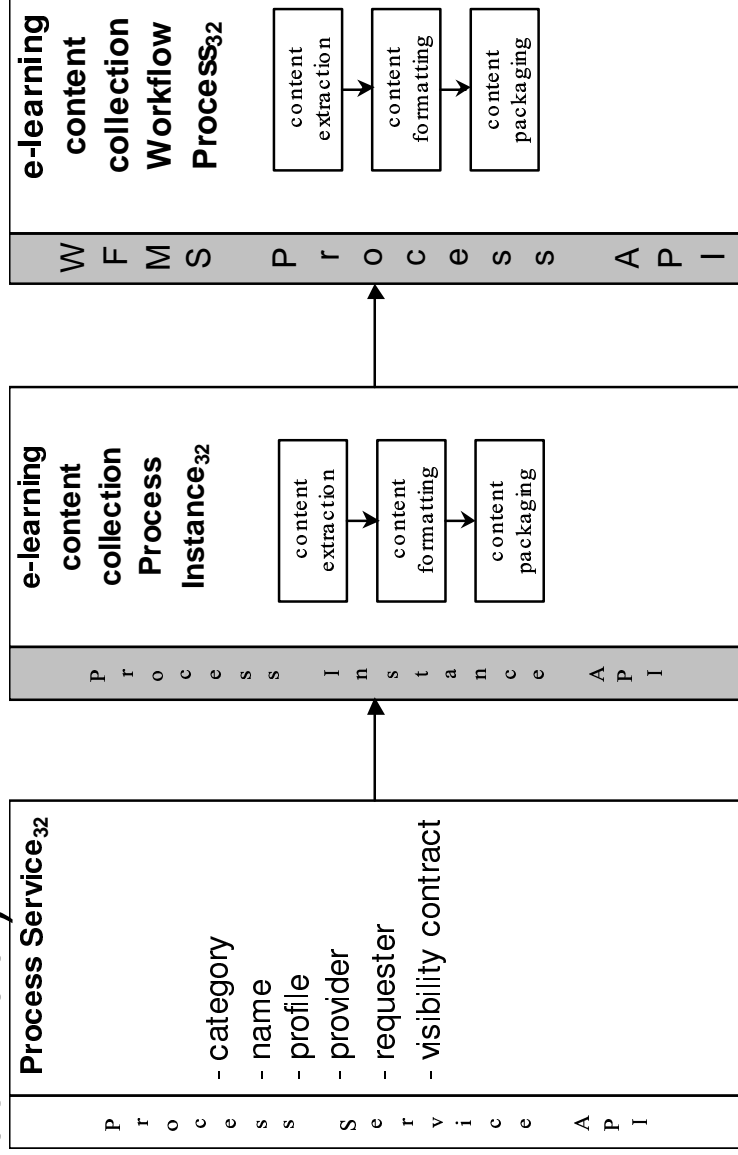 Process Service32
- category
- name
- profile
- provider
- requester
- visibility contract
Process Service API
e-learning
content
collection
Process
Instance32
content
extraction
content
formatting
content
packaging
Process Instance API
e-learning
content
collection
Workflow
Process32
content
extraction
content
formatting
content
packaging
WFMS Process API